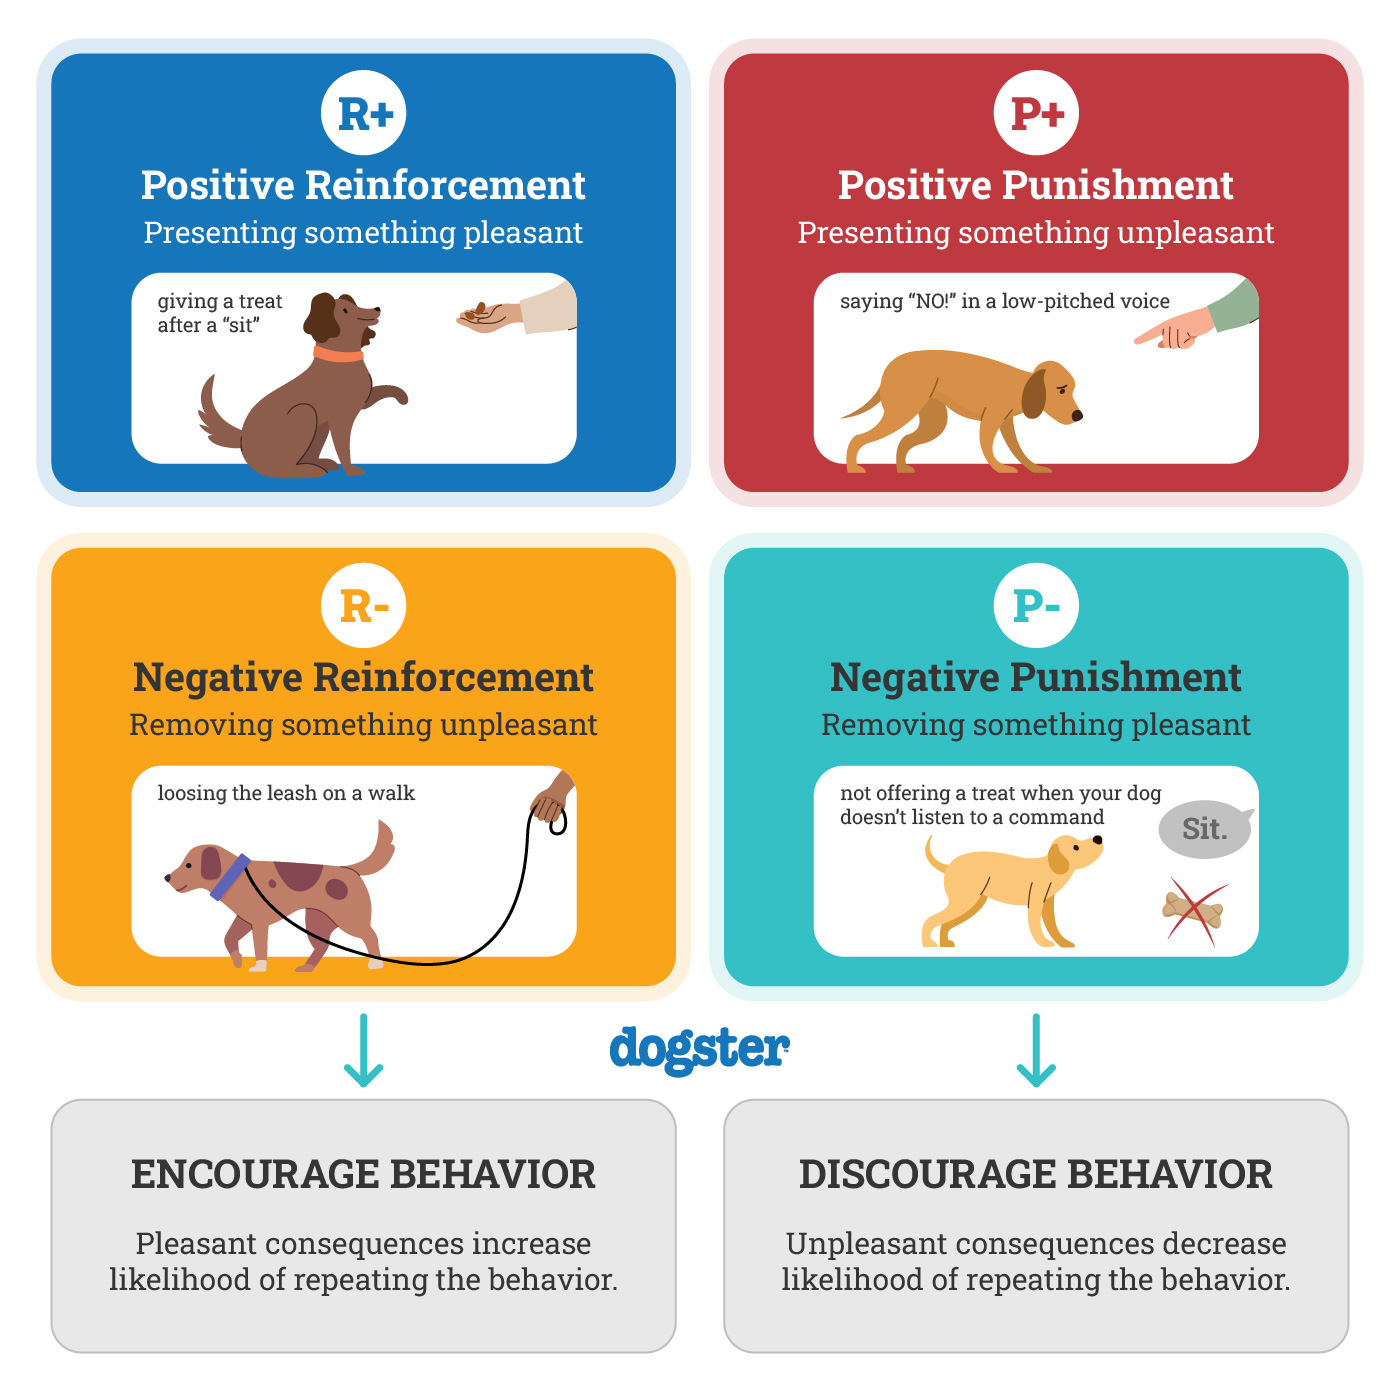 R+
Positive Reinforcement
Presenting something pleasant
giving a treat
after a “sit”
P+
Positive Punishment
Presenting something unpleasant
saying “NO!” in a low-pitched voice
R-
Negative Reinforcement
Removing something unpleasant
loosing the leash on a walk
P-
Negative Punishment
Removing something pleasant
not offering a treat when your dog
doesn’t listen to a command
Sit.
dogster™
ENCOURAGE BEHAVIOR
Pleasant consequences increase
likelihood of repeating the behavior.
DISCOURAGE BEHAVIOR
Unpleasant consequences decrease
likelihood of repeating the behavior.